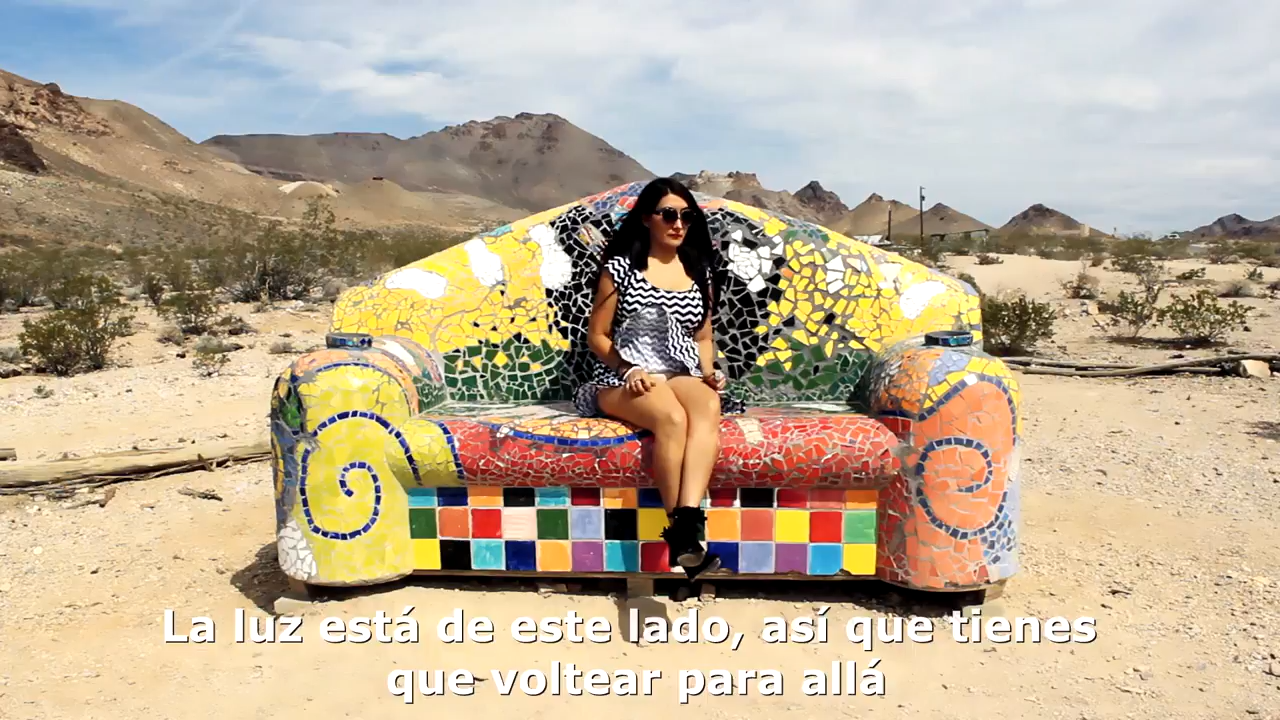 La luz está de este lado, así que tienes
que voltear para allá